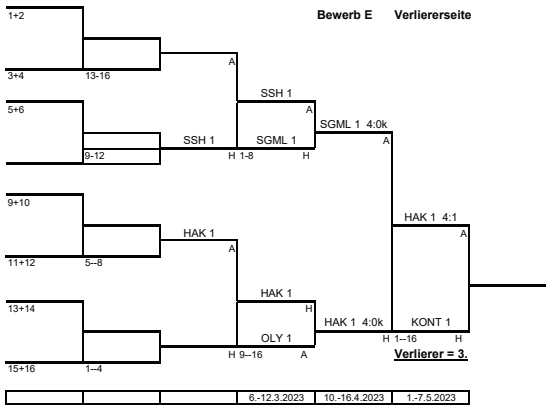 Bewerb E Verliererseite
1+2
3+4 13-16
A
5+6
SSH 1
A
SGML 1 4:0k
A
SSH 1 SGML 1
9-12 H 1-8 H
9+10
HAK 1 4:1
A
HAK 1
A
11+12 5--8
13+14
HAK 1
H
HAK 1 4:0k KONT 1
OLY 1
H 9--16 A H 1--16 H
Verlierer = 3.
15+16 1--4
6.-12.3.2023 10.-16.4.2023 1.-7.5.2023